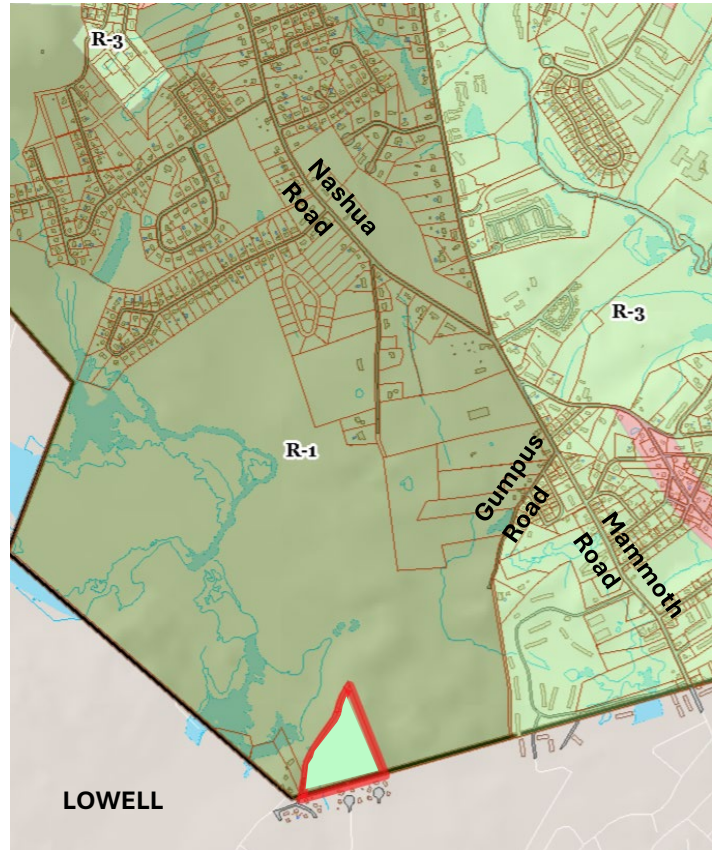 R-3
Nashua
Road
R-3
R-1
Gumpus
Road
Mammoth
Road
LOWELL